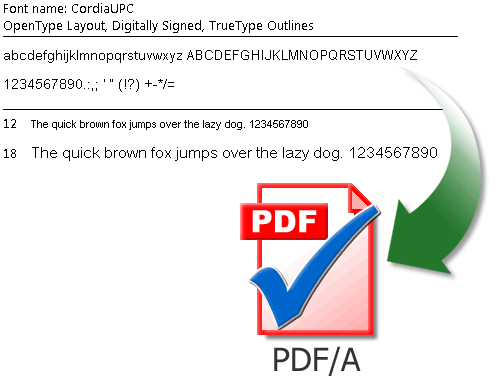 Font name: CordiaUPC
OpenType Layout, Digitally Signed, TrueType Outlines
abcdefghijklmnopqrstuvwxyz ABCDEFGHIJKLMNOPQRSTUVWXYZ
1234567890.:,; ' " (!?) +-*/=
12 The quick brown fox jumps over the lazy dog. 1234567890
18 The quick brown fox jumps over the lazy dog. 1234567890
PDF
PDF/A